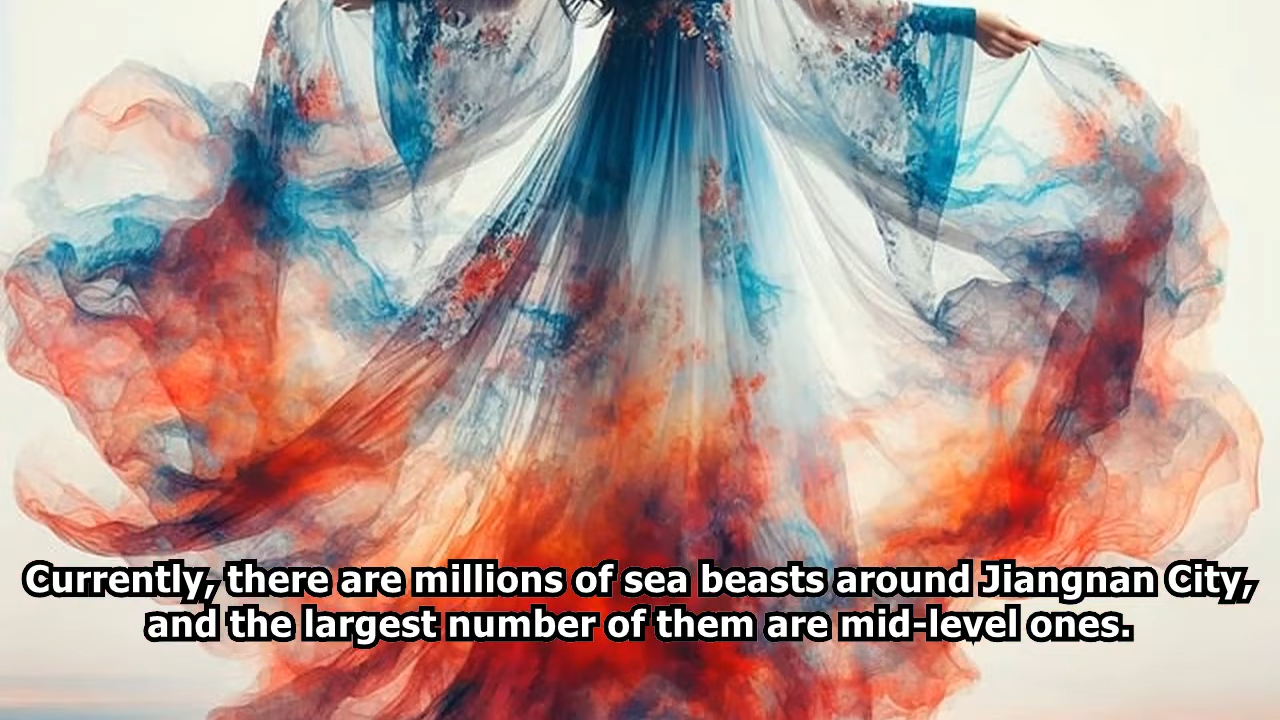 Currently, there are millions of sea beasts around Jiangnan City,
and the largest number of them are mid-level ones.